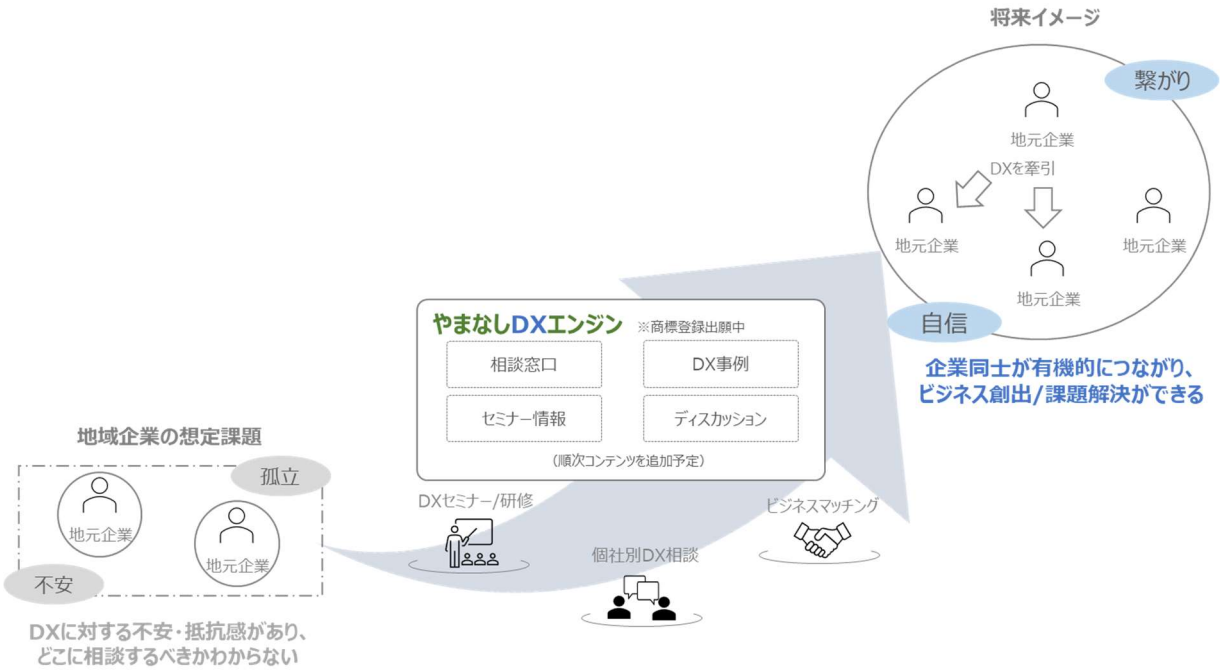 将来イメージ
繋がり
地元企業
DXを牽引
地元企業
地元企業
地元企業
自信
企業同士が有機的につながり、
ビジネス創出/課題解決ができる
やまなしDXエンジン ※商標登録出願中
相談窓口
DX事例
セミナー情報
ディスカッション
(順次コンテンツを追加予定)
地域企業の想定課題
孤立
地元企業
地元企業
不安
DXに対する不安・抵抗感があり、
どこに相談するべきかわからない
DXセミナー/研修
個社別DX相談
ビジネスマッチング